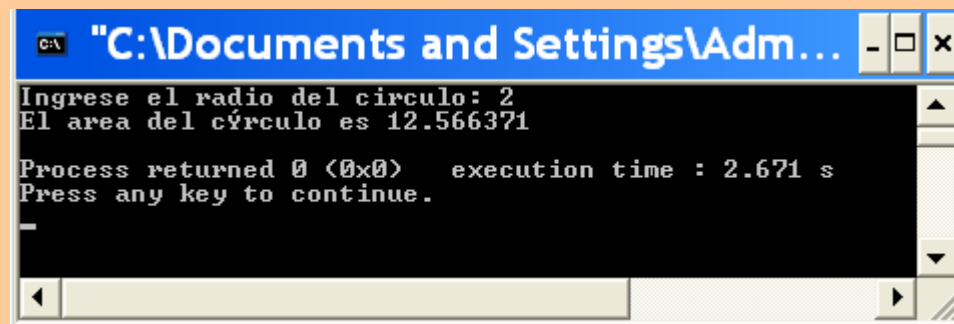 "C:\Documents and Settings\Adm...
Ingrese el radio del circulo: 2
El area del cýrculo es 12.566371
Process returned 0 (0x0)   execution time : 2.671 s
Press any key to continue.